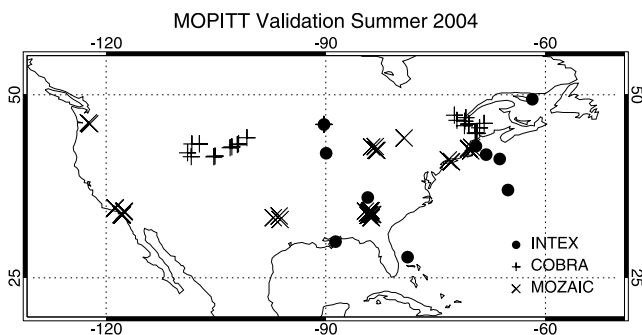 MOPITT Validation Summer 2004
-120 -90 -60
50 50
INTEX
COBRA
MOZAIC
25 25
-120 -90 -60